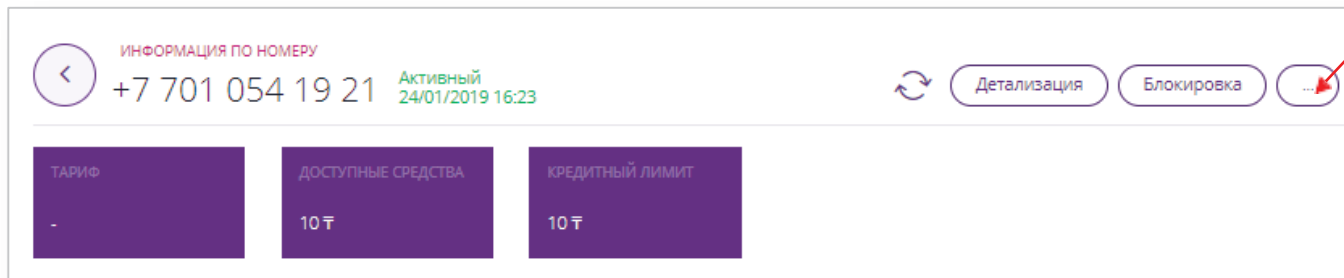 ИНФОРМАЦИЯ ПО НОМЕРУ
+7 701 054 19 21
Активный
24/01/2019 16:23
Детализация
Блокировка
...
ТАРИФ
-
ДОСТУПНЫЕ СРЕДСТВА
10 ₸
КРЕДИТНЫЙ ЛИМИТ
10 ₸